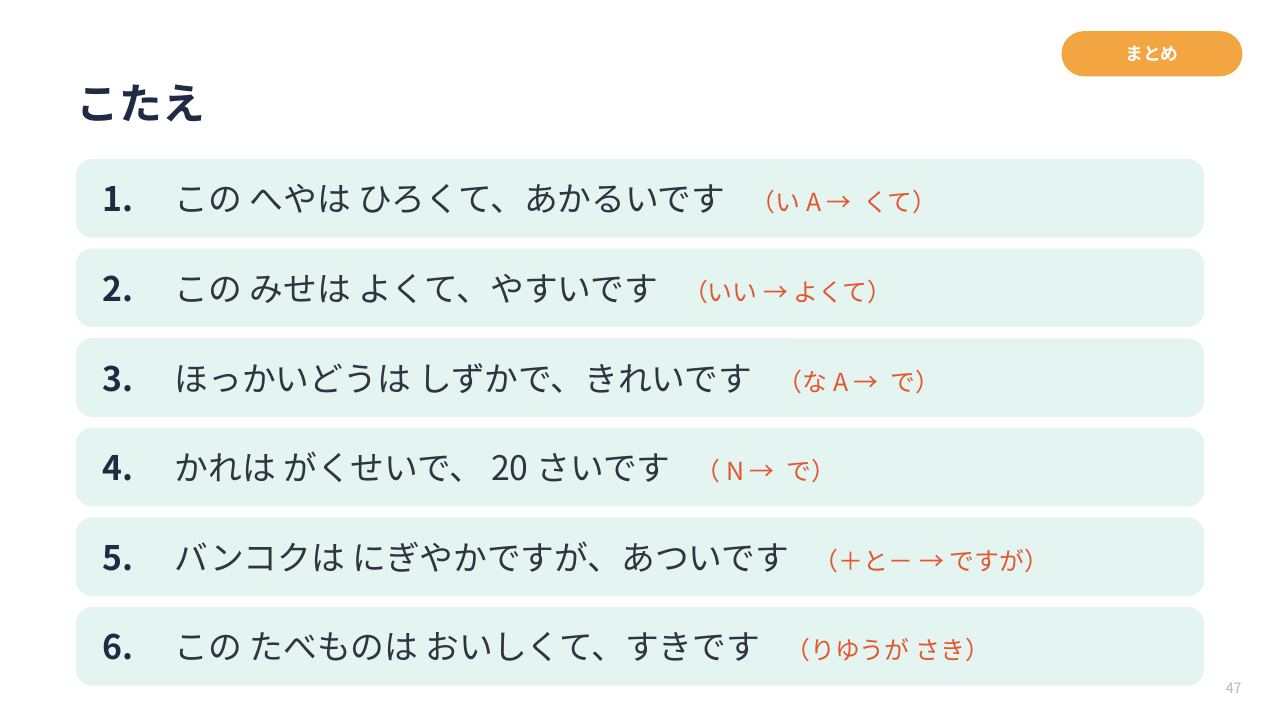 まとめ
こたえ
1. この へやは ひろくて、あかるいです （い A → くて）
2. この みせは よくて、やすいです （いい → よくて）
3. ほっかいどうは しずかで、きれいです （な A → で）
4. かれは がくせいで、 20 さいです （ N → で）
5. バンコクは にぎやかですが、あついです （＋と－ → ですが）
6. この たべものは おいしくて、すきです （りゆうが さき）
47